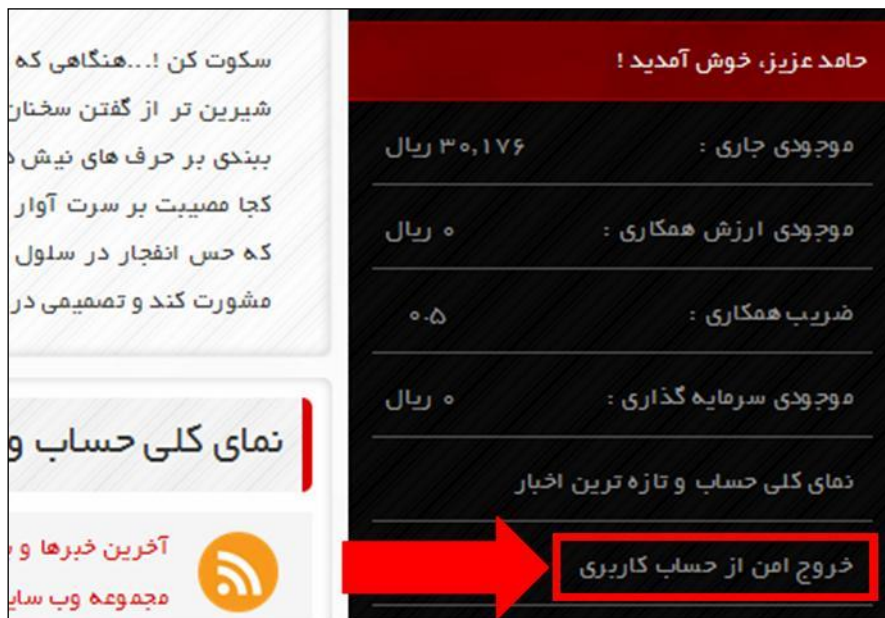 حامد عزیز، خوش آمدید !
موجودی جاری : ۳۰,۱۷۶ ریال
موجودی ارزش همکاری : ۰ ریال
ضریب همکاری : ۰.۵
موجودی سرمایه گذاری : ۰ ریال
نمای کلی حساب و تازه ترین اخبار
خروج امن از حساب کاربری
سکوت کن !...هنگاهی که
شیرین تر از گفتن سخنان
ببندی بر حرف های نیش
کجا مصیبت بر سرت آوار
که حس انفجار در سلول
مشورت کند و تصمیمی در
نمای کلی حساب و
آخرین خبرها و
مجموعه وب سای